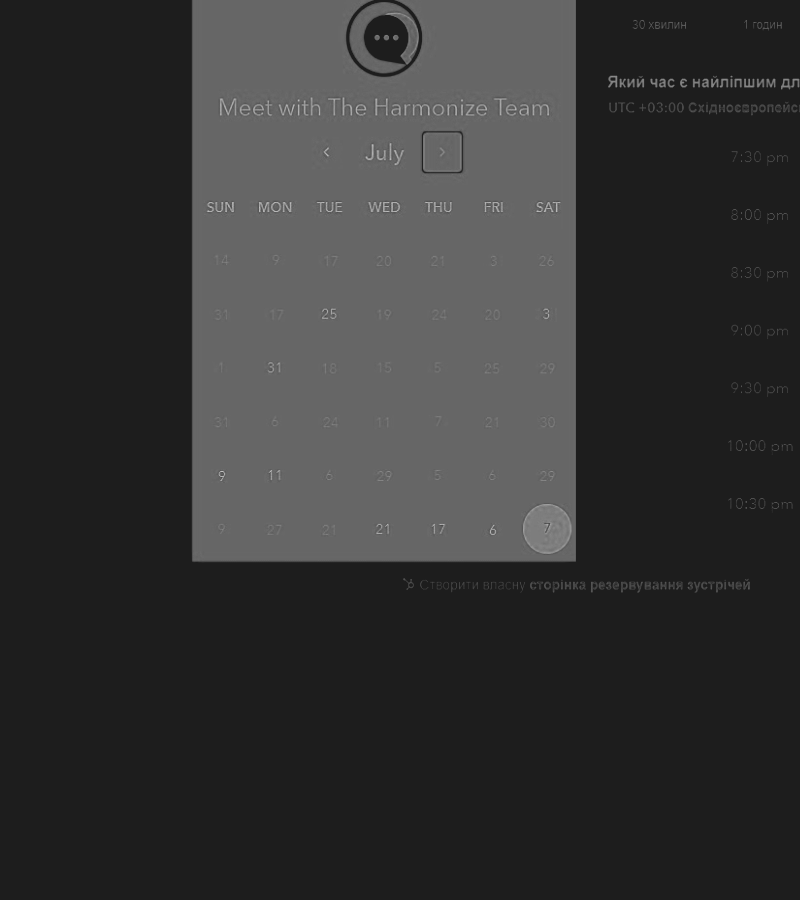 30 хвилин 1 годин
Який час є найліпшим дл
UTC +03:00 Східноєвропейс
Meet with The Harmonize Team
July
SUN MON TUE WED THU FRI SAT
14 9 17 20 21 3 26
31 17 25 19 24 20 3
1 31 18 15 5 25 29
31 6 24 11 7 21 30
9 11 6 29 5 6 29
9 27 21 21 17 6 7
7:30 pm
8:00 pm
8:30 pm
9:00 pm
9:30 pm
10:00 pm
10:30 pm
Створити власну сторінка резервування зустрічей